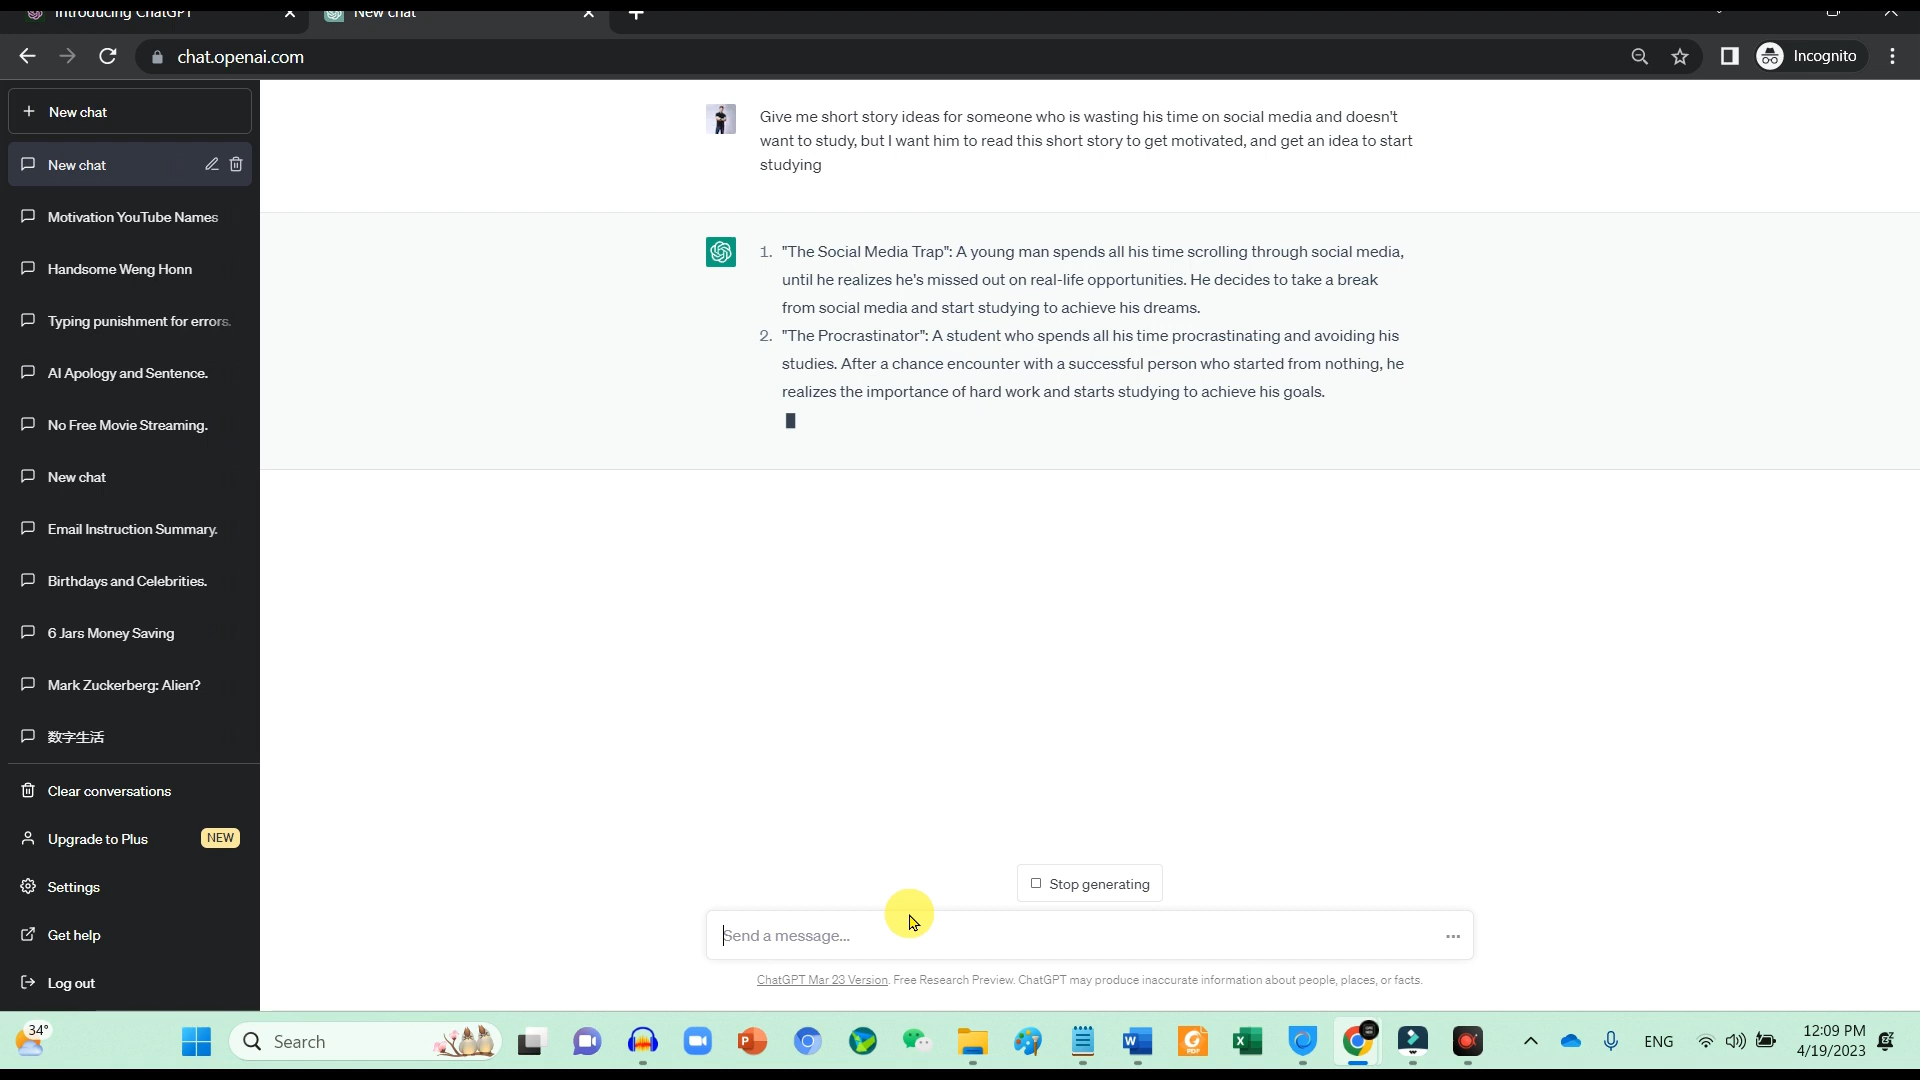 Introducing ChatGPT
New chat
chat.openai.com
Incognito
New chat
New chat
Motivation YouTube Names
Handsome Weng Honn
Typing punishment for errors.
AI Apology and Sentence.
No Free Movie Streaming.
New chat
Email Instruction Summary.
Birthdays and Celebrities.
6 Jars Money Saving
Mark Zuckerberg: Alien?
数字生活
Clear conversations
Upgrade to Plus NEW
Settings
Get help
Log out
Give me short story ideas for someone who is wasting his time on social media and doesn't
want to study, but I want him to read this short story to get motivated, and get an idea to start
studying
1. "The Social Media Trap": A young man spends all his time scrolling through social media,
until he realizes he's missed out on real-life opportunities. He decides to take a break
from social media and start studying to achieve his dreams.
2. "The Procrastinator": A student who spends all his time procrastinating and avoiding his
studies. After a chance encounter with a successful person who started from nothing, he
realizes the importance of hard work and starts studying to achieve his goals.
Stop generating
Send a message...
ChatGPT Mar 23 Version. Free Research Preview. ChatGPT may produce inaccurate information about people, places, or facts.
34°
Search
ENG
12:09 PM
4/19/2023